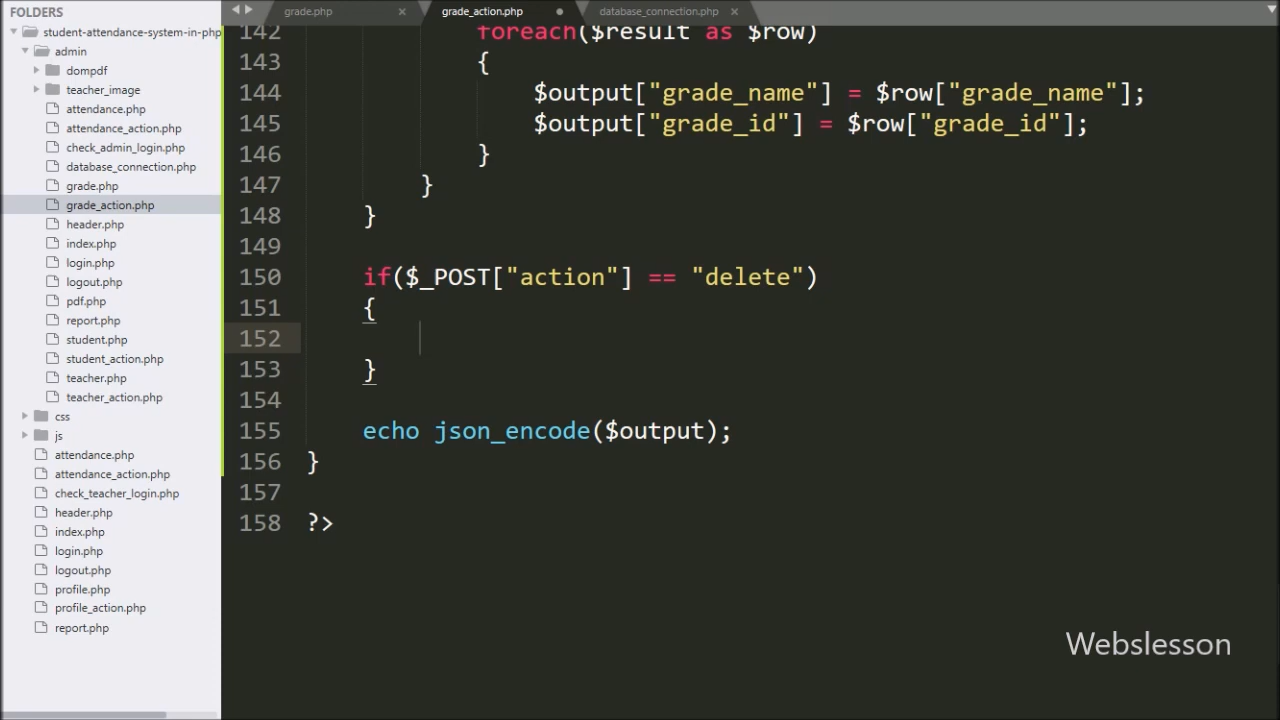 FOLDERS
student-attendance-system-in-php
admin
dompdf
teacher_image
attendance.php
attendance_action.php
check_admin_login.php
database_connection.php
grade.php
grade_action.php
header.php
index.php
login.php
logout.php
pdf.php
report.php
student.php
student_action.php
teacher.php
teacher_action.php
css
js
attendance.php
attendance_action.php
check_teacher_login.php
header.php
index.php
login.php
logout.php
profile.php
profile_action.php
report.php
grade.php
grade_action.php
database_connection.php
142 foreach($result as $row)
143 {
144 $output["grade_name"] = $row["grade_name"];
145 $output["grade_id"] = $row["grade_id"];
146 }
147 }
148 }
149
150 if($_POST["action"] == "delete")
151 {
152
153 }
154
155 echo json_encode($output);
156 }
157
158 ?>
Webslesson